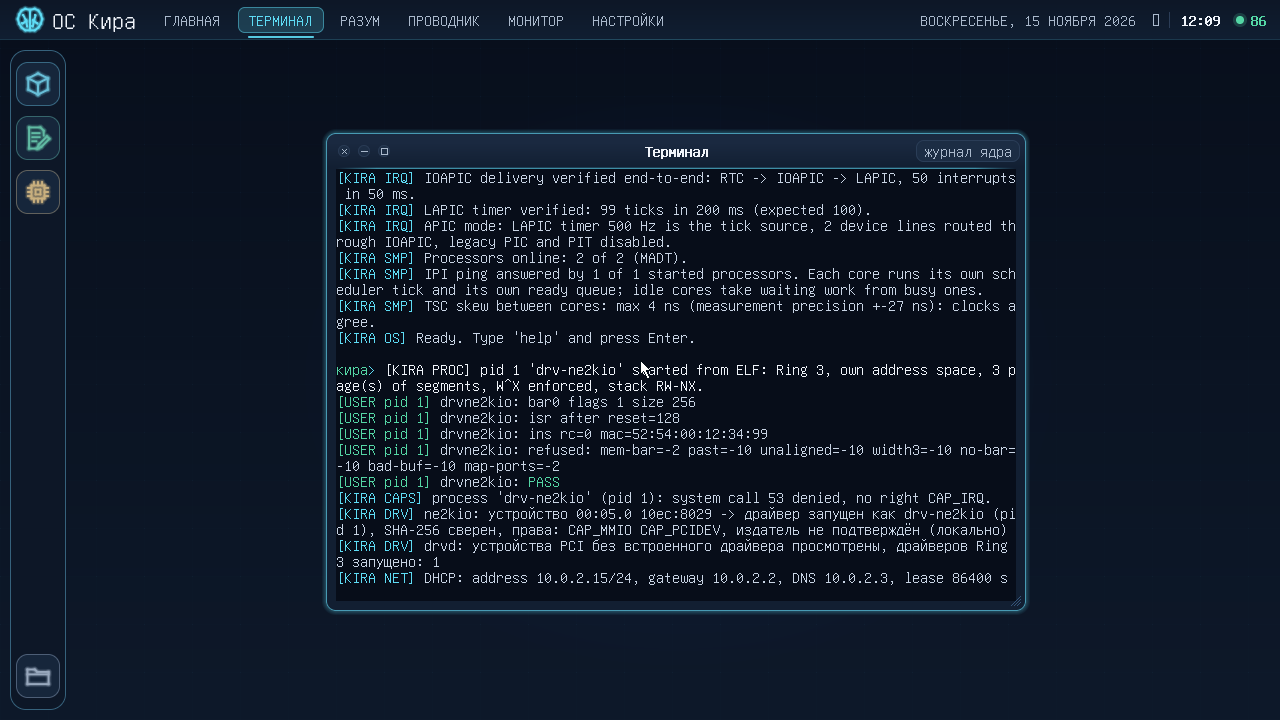 ОС Кира
ГЛАВНАЯ
ТЕРМИНАЛ
РАЗУМ
ПРОВОДНИК
МОНИТОР
НАСТРОЙКИ
ВОСКРЕСЕНЬЕ, 15 НОЯБРЯ 2026
12:09
86
Терминал
журнал ядра
[KIRA IRQ] IOAPIC delivery verified end-to-end: RTC -> IOAPIC -> LAPIC, 50 interrupts
 in 50 ms.
[KIRA IRQ] LAPIC timer verified: 99 ticks in 200 ms (expected 100).
[KIRA IRQ] APIC mode: LAPIC timer 500 Hz is the tick source, 2 device lines routed th
rough IOAPIC, legacy PIC and PIT disabled.
[KIRA SMP] Processors online: 2 of 2 (MADT).
[KIRA SMP] IPI ping answered by 1 of 1 started processors. Each core runs its own sch
eduler tick and its own ready queue; idle cores take waiting work from busy ones.
[KIRA SMP] TSC skew between cores: max 4 ns (measurement precision +-27 ns): clocks a
gree.
[KIRA OS] Ready. Type 'help' and press Enter.
кира> [KIRA PROC] pid 1 'drv-ne2kio' started from ELF: Ring 3, own address space, 3 p
age(s) of segments, W^X enforced, stack RW-NX.
[USER pid 1] drvne2kio: bar0 flags 1 size 256
[USER pid 1] drvne2kio: isr after reset=128
[USER pid 1] drvne2kio: ins rc=0 mac=52:54:00:12:34:99
[USER pid 1] drvne2kio: refused: mem-bar=-2 past=-10 unaligned=-10 width3=-10 no-bar=
-10 bad-buf=-10 map-ports=-2
[USER pid 1] drvne2kio: PASS
[KIRA CAPS] process 'drv-ne2kio' (pid 1): system call 53 denied, no right CAP_IRQ.
[KIRA DRV] ne2kio: устройство 00:05.0 10ec:8029 -> драйвер запущен как drv-ne2kio (pi
d 1), SHA-256 сверен, права: CAP_MMIO CAP_PCIDEV, издатель не подтверждён (локально)
[KIRA DRV] drvd: устройства PCI без встроенного драйвера просмотрены, драйверов Ring
3 запущено: 1
[KIRA NET] DHCP: address 10.0.2.15/24, gateway 10.0.2.2, DNS 10.0.2.3, lease 86400 s